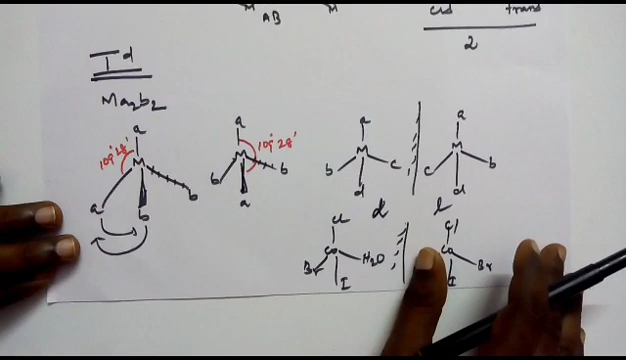 M AB M cis trans
2
Td
Ma2b2
a a a a
109°28' M 109°28' M M M
b b b c c b
a b b a d d
d l
Cl Cl
Co H2O Co
Br I I Br